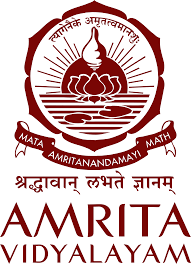 त्यागेनैके अमृतत्वमानशुः
MATA AMRITANANDAMAYI MATH
श्रद्धावान् लभते ज्ञानम्
AMRITA
VIDYALAYAM